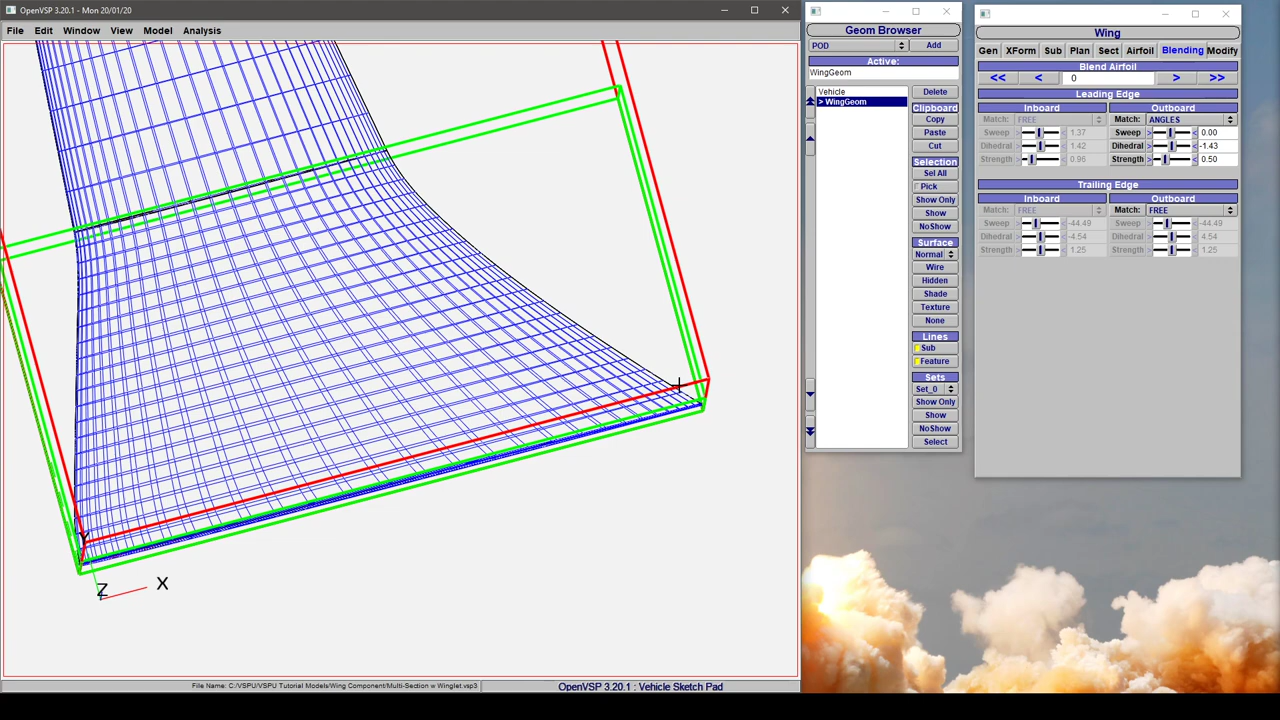 OpenVSP 3.20.1 - Mon 20/01/20
File Edit Window View Model Analysis
Y
Z
X
File Name: C:/VSPU/VSPU Tutorial Models/Wing Component/Multi-Section w Winglet.vsp3
OpenVSP 3.20.1 : Vehicle Sketch Pad
Geom Browser
POD Add
Active:
WingGeom
Vehicle
> WingGeom
Delete
Clipboard
Copy
Paste
Cut
Selection
Sel All
Pick
Show Only
Show
NoShow
Surface
Normal
Wire
Hidden
Shade
Texture
None
Lines
Sub
Feature
Sets
Set_0
Show Only
Show
NoShow
Select
Wing
Gen XForm Sub Plan Sect Airfoil Blending Modify
Blend Airfoil
<< < 0 > >>
Leading Edge
Inboard Outboard
Match: FREE Match: ANGLES
Sweep > < 1.37 Sweep > < 0.00
Dihedral > < 1.42 Dihedral > < -1.43
Strength > < 0.96 Strength > < 0.50
Trailing Edge
Inboard Outboard
Match: FREE Match: FREE
Sweep > < -44.49 Sweep > < -44.49
Dihedral > < -4.54 Dihedral > < 4.54
Strength > < 1.25 Strength > < 1.25